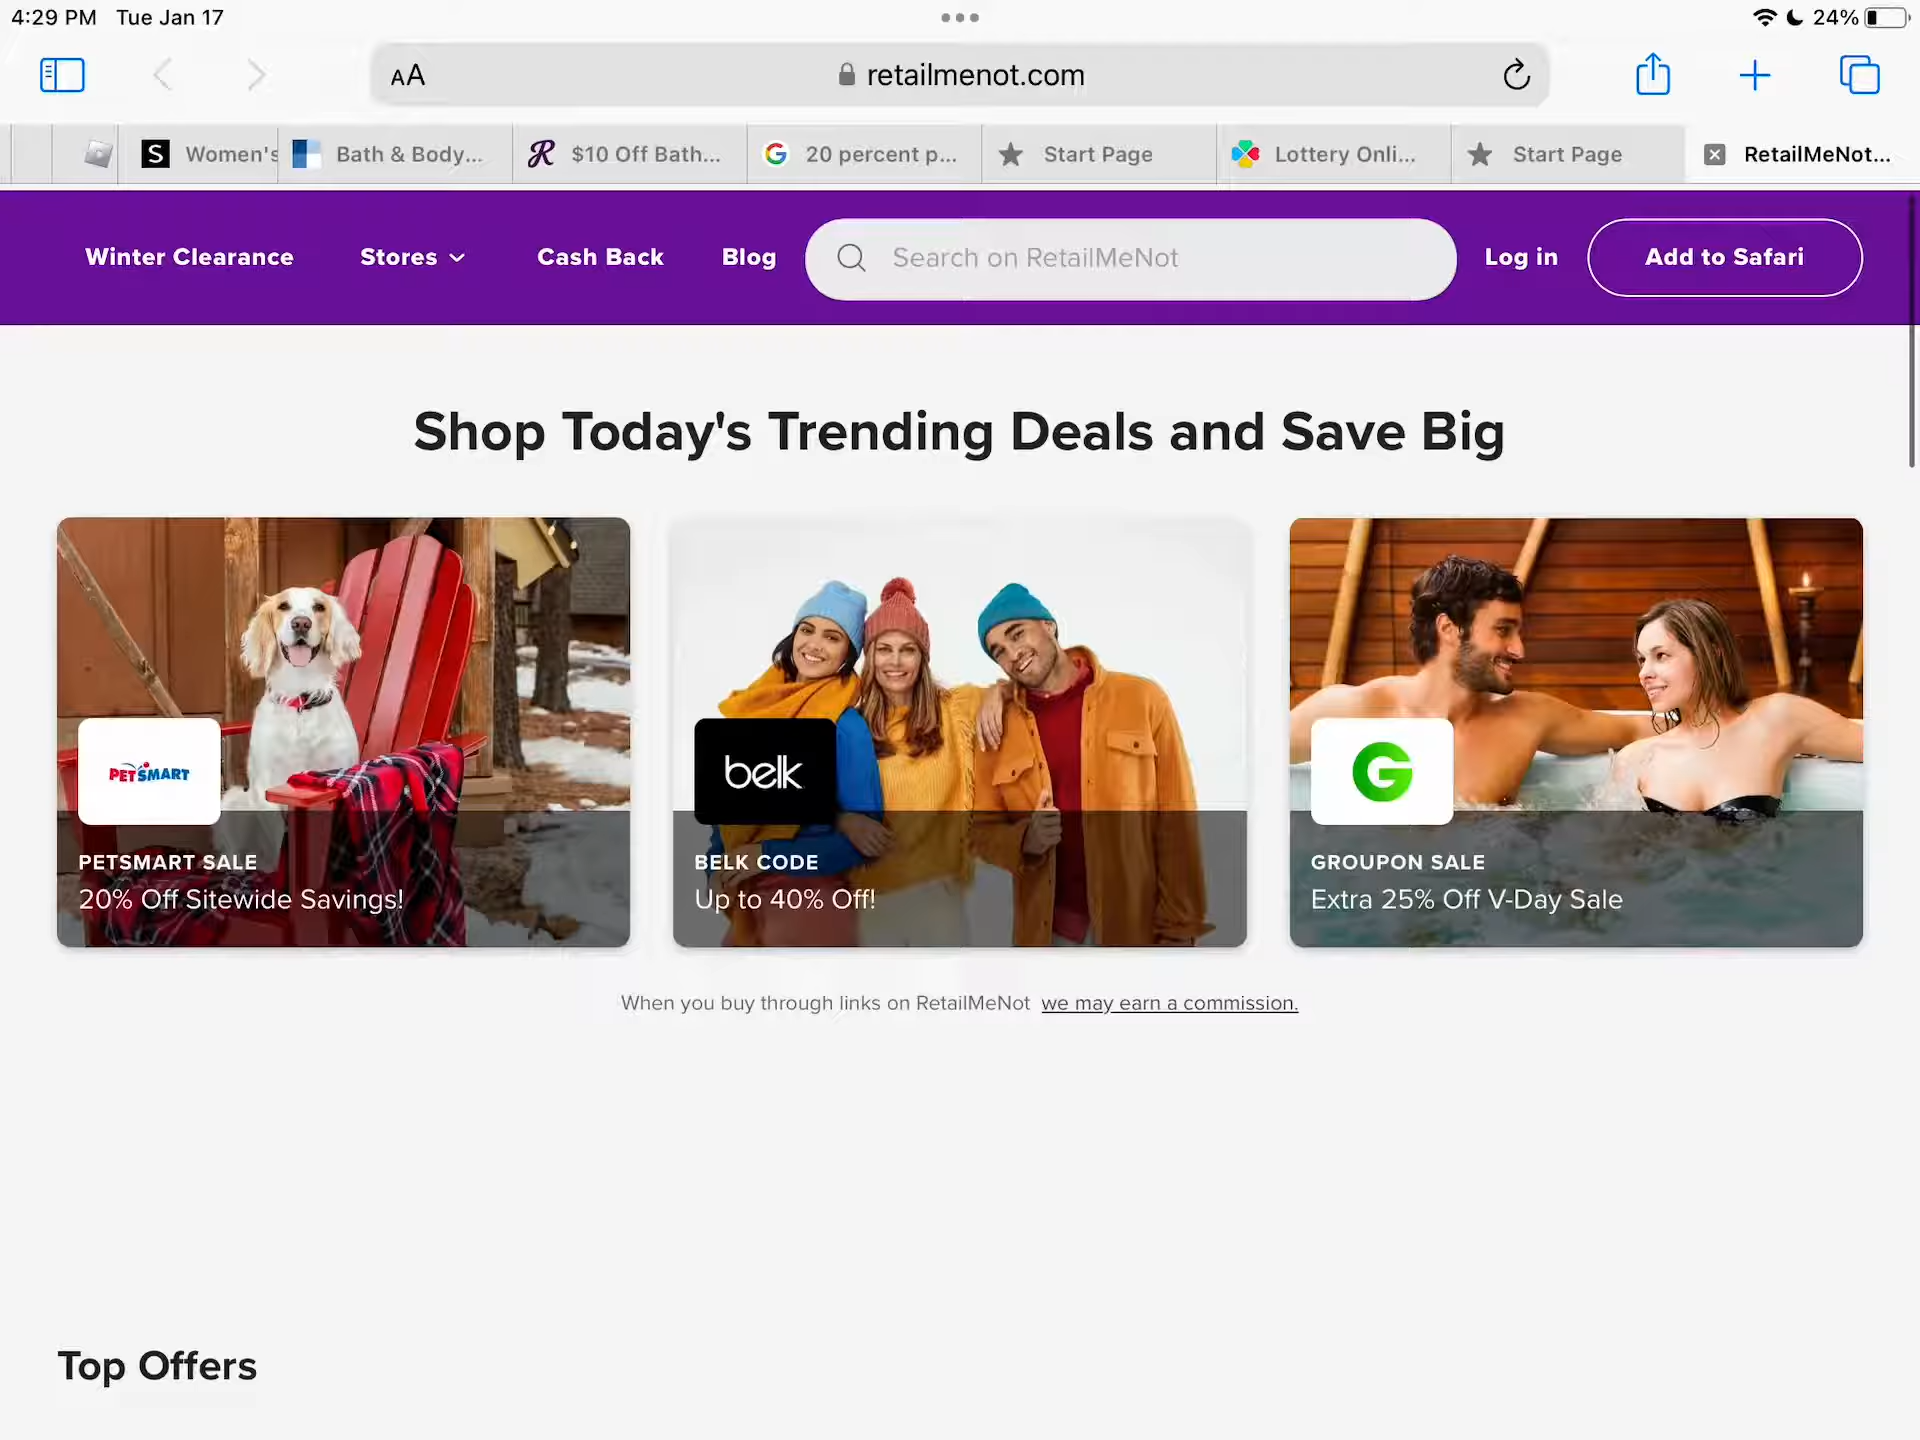 4:29 PM Tue Jan 17
24%
AA
retailmenot.com
S Women's
Bath & Body...
R $10 Off Bath...
G 20 percent p...
Start Page
Lottery Onli...
Start Page
RetailMeNot...
Winter Clearance
Stores
Cash Back
Blog
Search on RetailMeNot
Log in
Add to Safari
Shop Today's Trending Deals and Save Big
PETSMART
PETSMART SALE
20% Off Sitewide Savings!
belk
BELK CODE
Up to 40% Off!
G
GROUPON SALE
Extra 25% Off V-Day Sale
When you buy through links on RetailMeNot we may earn a commission.
Top Offers